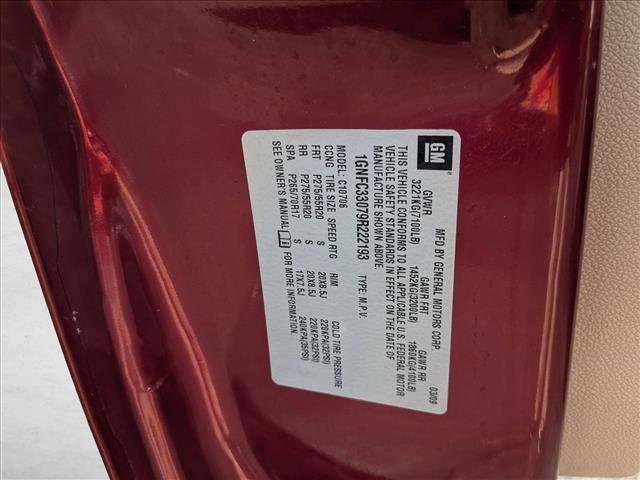 GM
MFD BY GENERAL MOTORS CORP. 03/09
GVWR GAWR FRT GAWR RR
3221KG(7100LB) 1452KG(3200LB) 1860KG(4100LB)
THIS VEHICLE CONFORMS TO ALL APPLICABLE U.S. FEDERAL MOTOR
VEHICLE SAFETY STANDARDS IN EFFECT ON THE DATE OF
MANUFACTURE SHOWN ABOVE.
1GNFC33079R222193 TYPE: M.P.V.
MODEL: C10706
CCNG TIRE SIZE SPEED RTG RIM COLD TIRE PRESSURE
FRT P275/55R20 S 20X8.5J 220KPA(32PSI)
RR P275/55R20 S 20X8.5J 220KPA(32PSI)
SPA P265/70R17 S 17X7.5J 240KPA(35PSI)
SEE OWNER'S MANUAL FOR MORE INFORMATION.